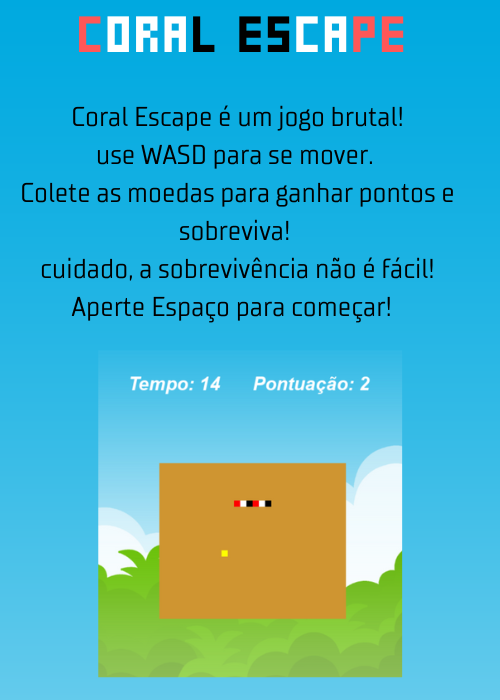 CORAL ESCAPE
Coral Escape é um jogo brutal!
use WASD para se mover.
Colete as moedas para ganhar pontos e
sobreviva!
cuidado, a sobrevivência não é fácil!
Aperte Espaço para começar!
Tempo: 14 Pontuação: 2